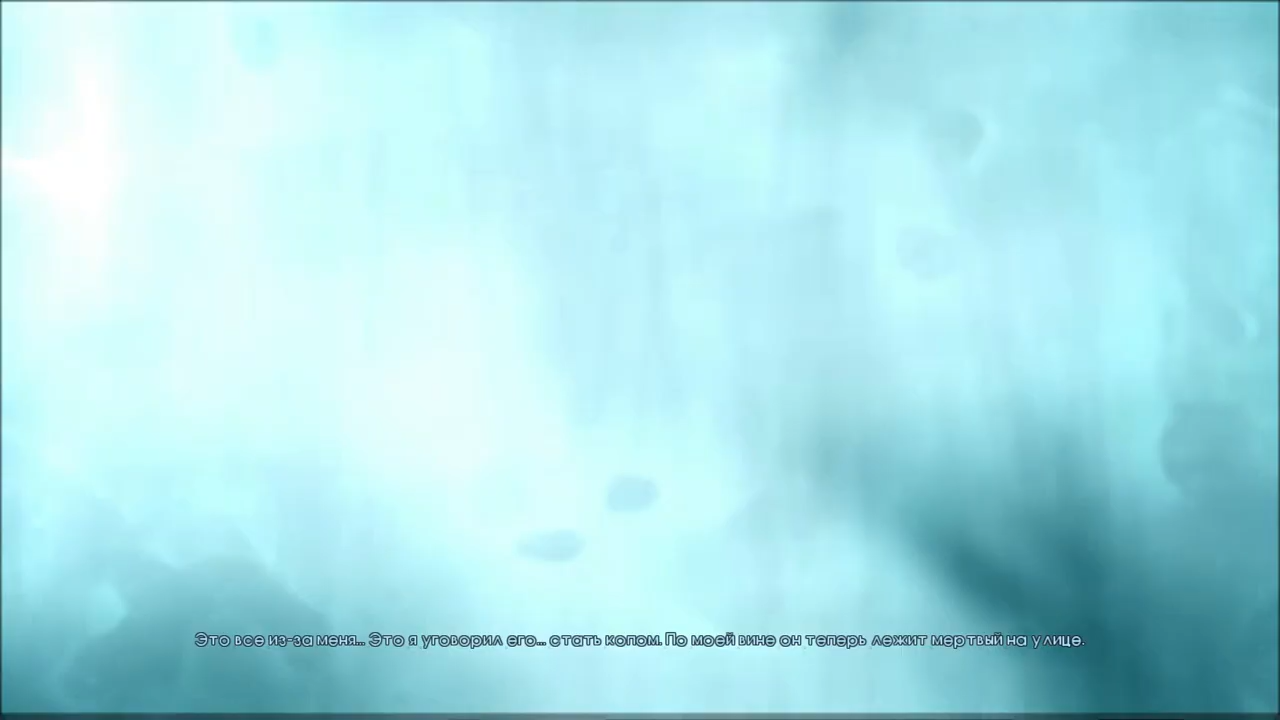 Это все из-за меня... Это я уговорил его... стать копом. По моей вине он теперь лежит мертвый на улице.